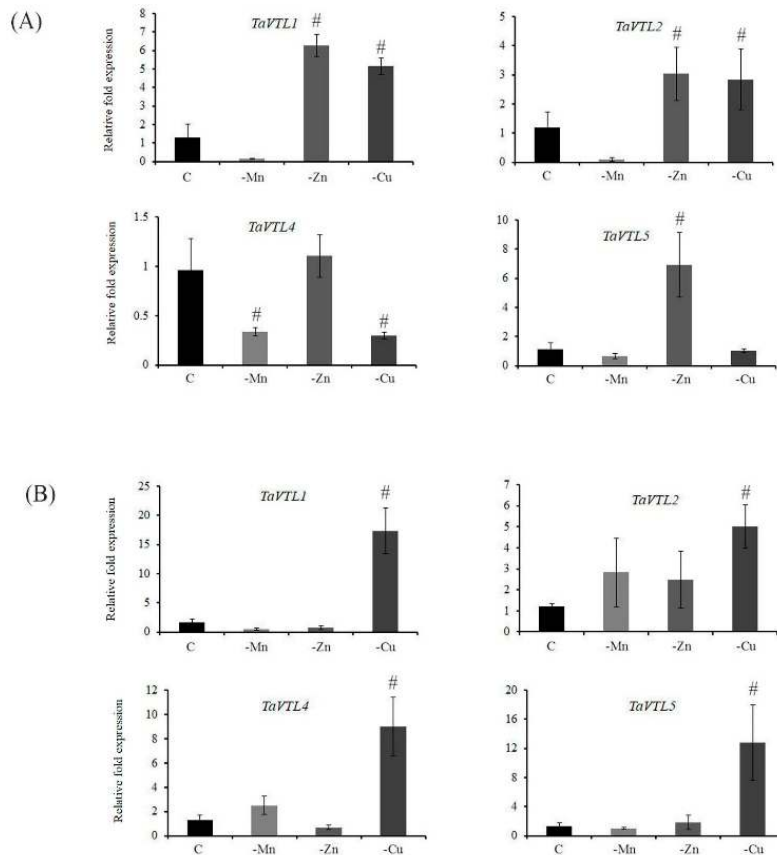 (A)
TaVTL1
Relative fold expression
8
7
6
5
4
3
2
1
0
#
#
C -Mn -Zn -Cu
TaVTL2
5
4
3
2
1
0
#
#
C -Mn -Zn -Cu
TaVTL4
Relative fold expression
1.5
1
0.5
0
#
#
C -Mn -Zn -Cu
TaVTL5
10
8
6
4
2
0
#
C -Mn -Zn -Cu
(B)
TaVTL1
Relative fold expression
25
20
15
10
5
0
#
C -Mn -Zn -Cu
TaVTL2
7
6
5
4
3
2
1
0
#
C -Mn -Zn -Cu
TaVTL4
Relative fold expression
12
10
8
6
4
2
0
#
C -Mn -Zn -Cu
TaVTL5
20
16
12
8
4
0
#
C -Mn -Zn -Cu